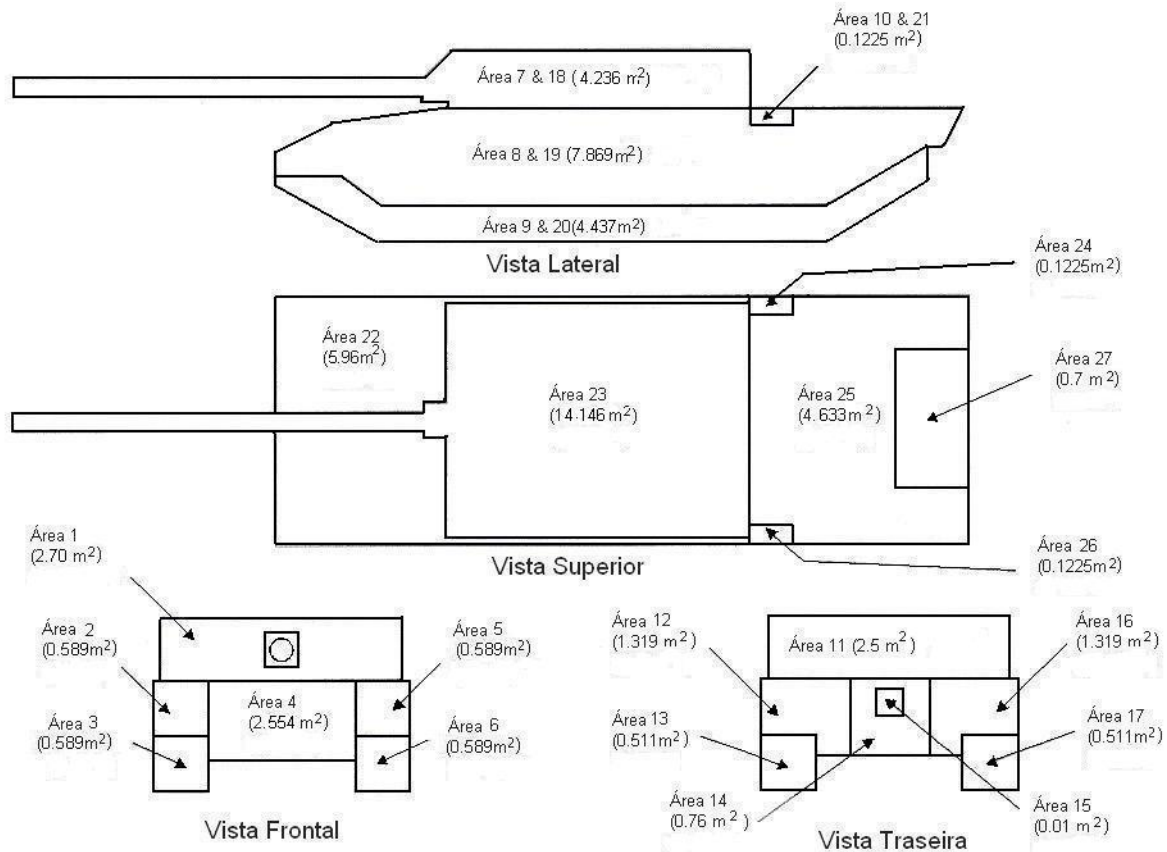 Área 10 & 21
(0.1225 m²)
Área 7 & 18 (4.236 m²)
Área 8 & 19 (7.869m²)
Área 9 & 20(4.437m²)
Vista Lateral
Área 24
(0.1225m²)
Área 22
(5.96m²)
Área 23
(14.146 m²)
Área 25
(4.633m²)
Área 27
(0.7 m²)
Vista Superior
Área 26
(0.1225m²)
Área 1
(2.70 m²)
Área 2
(0.589m²)
Área 5
(0.589m²)
Área 3
(0.589m²)
Área 4
(2.554 m²)
Área 6
(0.589m²)
Vista Frontal
Área 12
(1.319 m²)
Área 11 (2.5 m²)
Área 16
(1.319 m²)
Área 13
(0.511m²)
Área 17
(0.511m²)
Área 14
(0.76 m²)
Área 15
(0.01 m²)
Vista Traseira